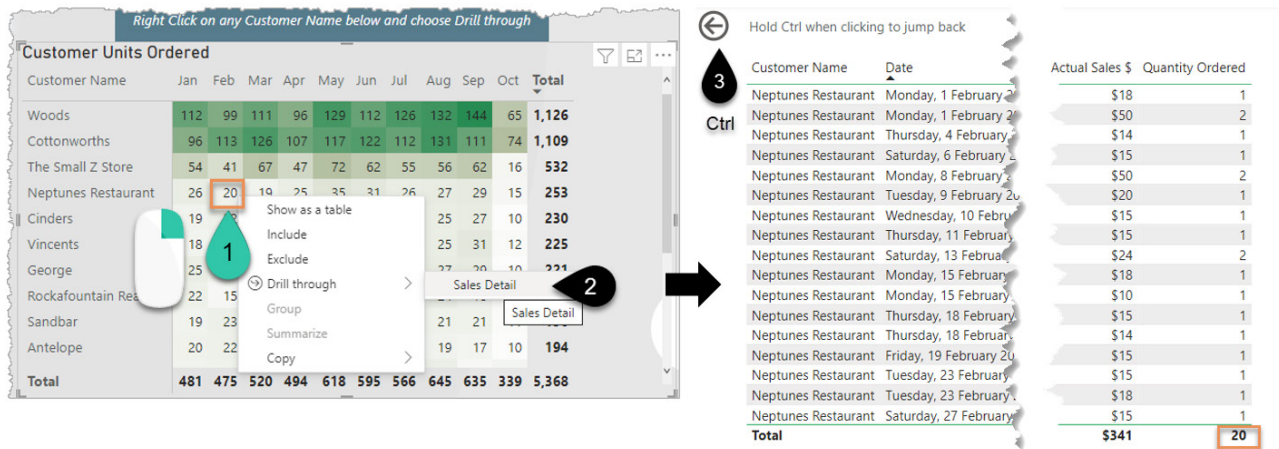 Right Click on any Customer Name below and choose Drill through
Customer Units Ordered
Customer Name Jan Feb Mar Apr May Jun Jul Aug Sep Oct Total
Woods 112 99 111 96 129 112 126 132 144 65 1,126
Cottonworths 96 113 126 107 117 122 112 131 111 74 1,109
The Small Z Store 54 41 67 47 72 62 55 56 62 16 532
Neptunes Restaurant 26 20 19 25 35 31 26 27 29 15 253
Cinders 19 25 27 10 230
Vincents 18 25 31 12 225
George 25 27 29 10 221
Rockafountain Rea 22 15
Sandbar 19 23 21 21
Antelope 20 22 19 17 10 194
Total 481 475 520 494 618 595 566 645 635 339 5,368
1
Show as a table
Include
Exclude
Drill through
Group
Summarize
Copy
Sales Detail
2
Sales Detail
Hold Ctrl when clicking to jump back
3
Ctrl
Customer Name Date Actual Sales $ Quantity Ordered
Neptunes Restaurant Monday, 1 February $18 1
Neptunes Restaurant Monday, 1 February $50 2
Neptunes Restaurant Thursday, 4 February $14 1
Neptunes Restaurant Saturday, 6 February $15 1
Neptunes Restaurant Monday, 8 February $50 2
Neptunes Restaurant Tuesday, 9 February 20 $20 1
Neptunes Restaurant Wednesday, 10 Febru $15 1
Neptunes Restaurant Thursday, 11 February $15 1
Neptunes Restaurant Saturday, 13 Februar $24 2
Neptunes Restaurant Monday, 15 February $18 1
Neptunes Restaurant Monday, 15 February $10 1
Neptunes Restaurant Thursday, 18 February $15 1
Neptunes Restaurant Thursday, 18 February $14 1
Neptunes Restaurant Friday, 19 February 20 $15 1
Neptunes Restaurant Tuesday, 23 February $15 1
Neptunes Restaurant Tuesday, 23 February $18 1
Neptunes Restaurant Saturday, 27 February $15 1
Total $341 20